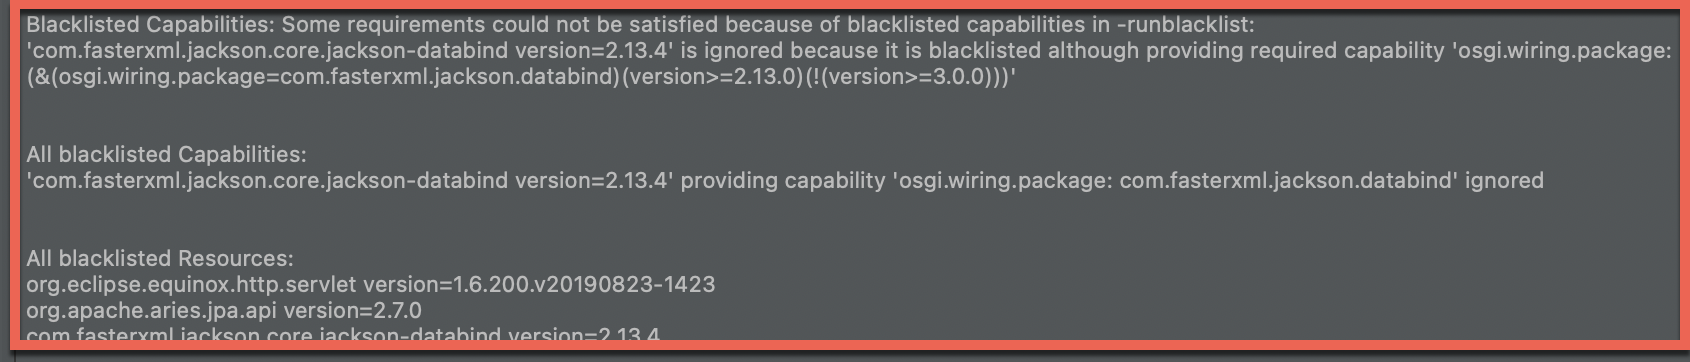 Blacklisted Capabilities: Some requirements could not be satisfied because of blacklisted capabilities in -runblacklist:
'com.fasterxml.jackson.core.jackson-databind version=2.13.4' is ignored because it is blacklisted although providing required capability 'osgi.wiring.package:
(&(osgi.wiring.package=com.fasterxml.jackson.databind)(version>=2.13.0)(!(version>=3.0.0)))'
All blacklisted Capabilities:
'com.fasterxml.jackson.core.jackson-databind version=2.13.4' providing capability 'osgi.wiring.package: com.fasterxml.jackson.databind' ignored
All blacklisted Resources:
org.eclipse.equinox.http.servlet version=1.6.200.v20190823-1423
org.apache.aries.jpa.api version=2.7.0
com.fasterxml.jackson.core.jackson-databind version=2.13.4